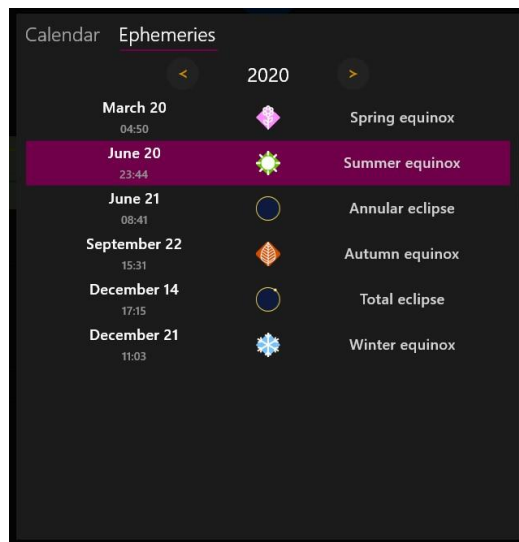 Calendar Ephemeries
< 2020 >
March 20
04:50
Spring equinox
June 20
23:44
Summer equinox
June 21
08:41
Annular eclipse
September 22
15:31
Autumn equinox
December 14
17:15
Total eclipse
December 21
11:03
Winter equinox